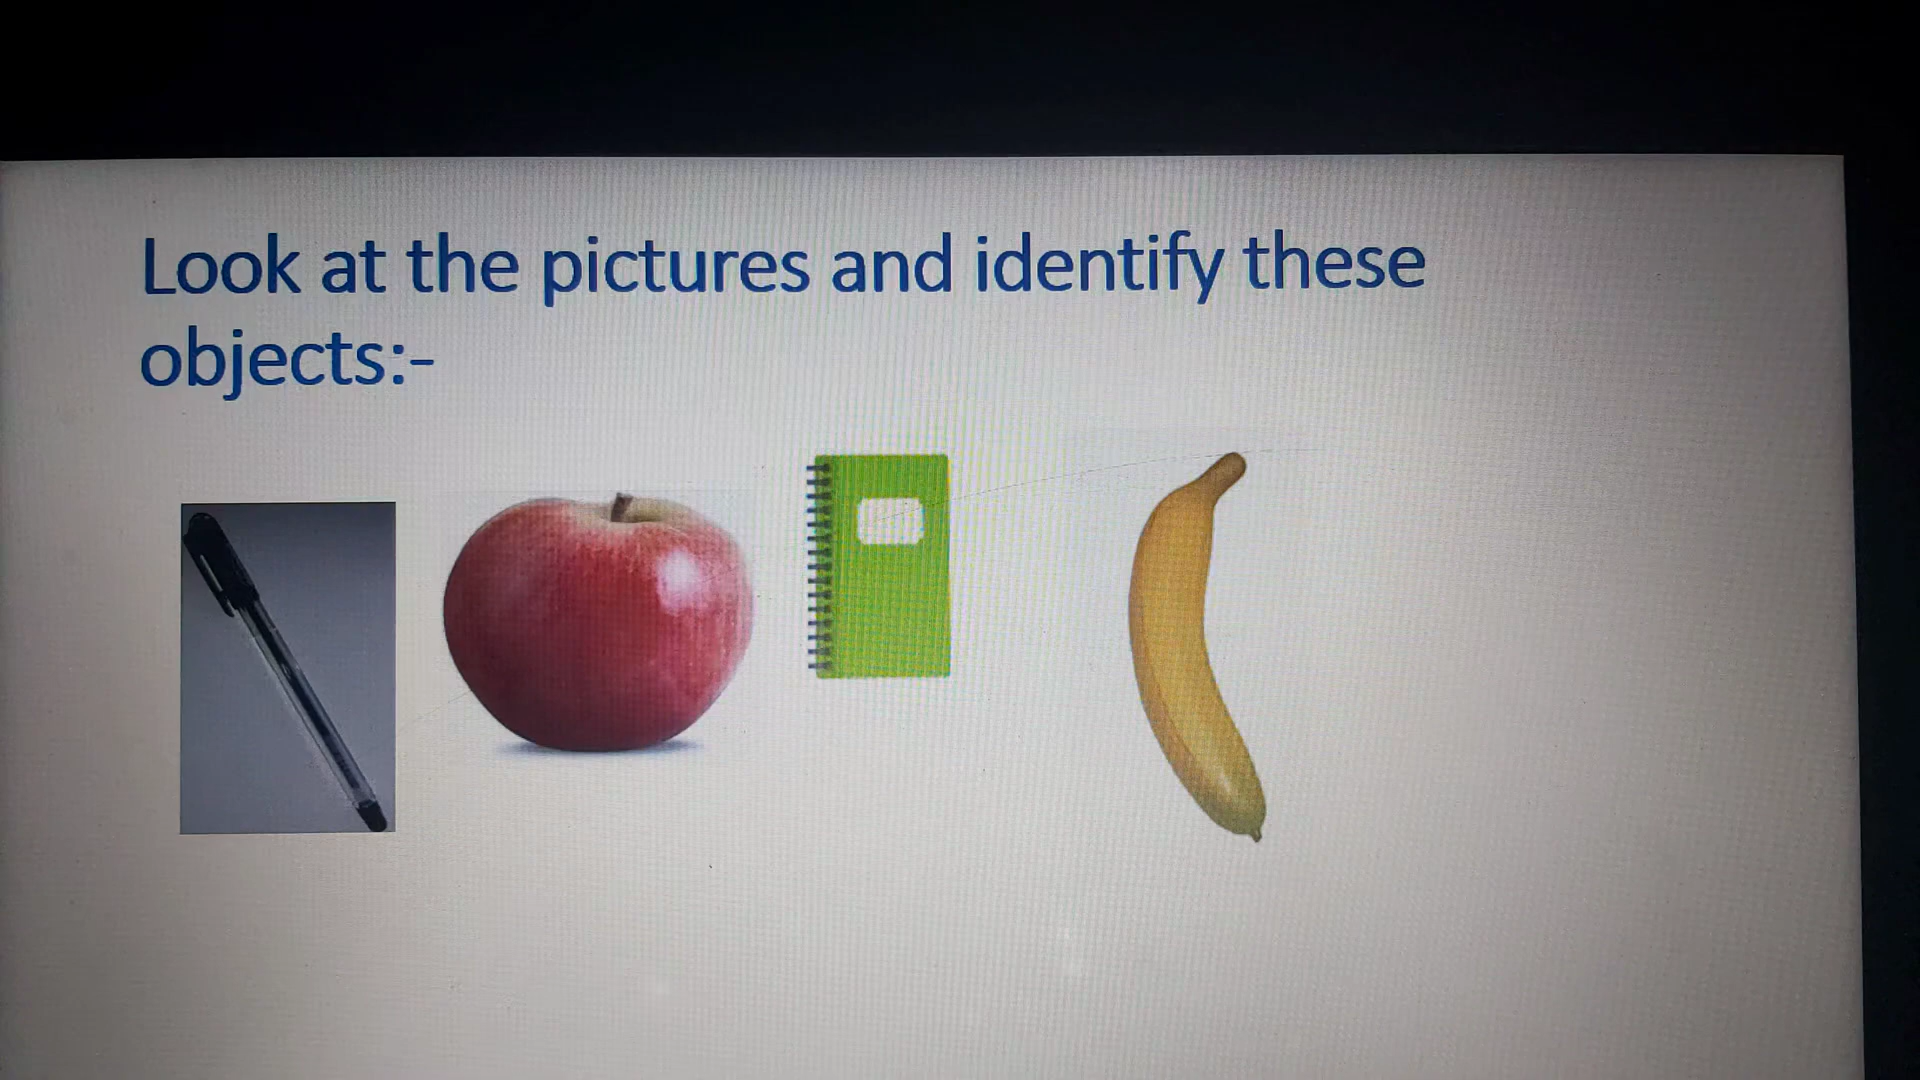 Look at the pictures and identify these
objects:-